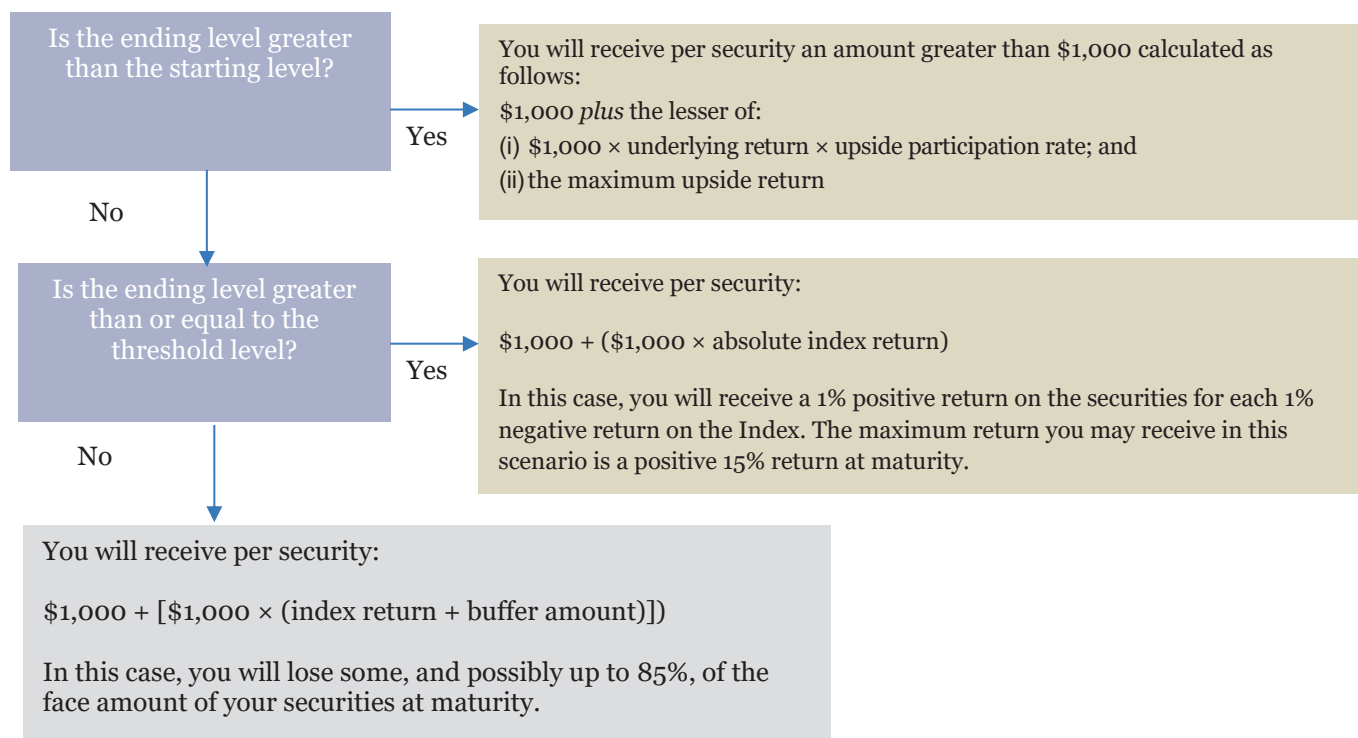 Is the ending level greater
than the starting level?
Yes
You will receive per security an amount greater than $1,000 calculated as
follows:
$1,000 plus the lesser of:
(i) $1,000 × underlying return × upside participation rate; and
(ii) the maximum upside return
No
Is the ending level greater
than or equal to the
threshold level?
Yes
You will receive per security:
$1,000 + ($1,000 × absolute index return)
In this case, you will receive a 1% positive return on the securities for each 1%
negative return on the Index. The maximum return you may receive in this
scenario is a positive 15% return at maturity.
No
You will receive per security:
$1,000 + [$1,000 × (index return + buffer amount)])
In this case, you will lose some, and possibly up to 85%, of the
face amount of your securities at maturity.